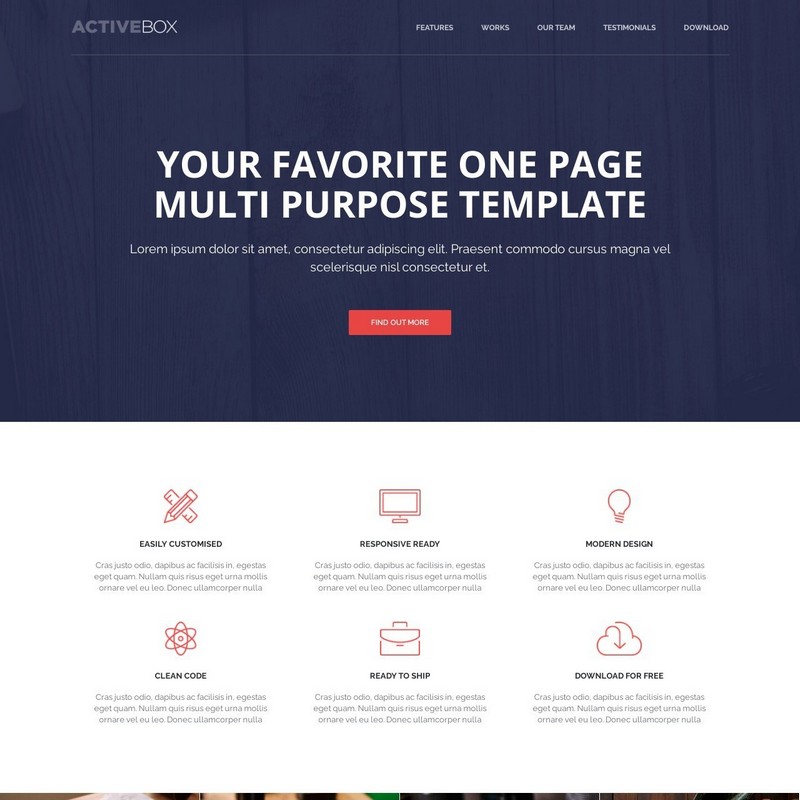 ACTIVEBOX
FEATURES WORKS OUR TEAM TESTIMONIALS DOWNLOAD
YOUR FAVORITE ONE PAGE
MULTI PURPOSE TEMPLATE
Lorem ipsum dolor sit amet, consectetur adipiscing elit. Praesent commodo cursus magna vel
scelerisque nisl consectetur et.
FIND OUT MORE
EASILY CUSTOMISED
Cras justo odio, dapibus ac facilisis in, egestas
eget quam. Nullam quis risus eget urna mollis
ornare vel eu leo. Donec ullamcorper nulla
RESPONSIVE READY
Cras justo odio, dapibus ac facilisis in, egestas
eget quam. Nullam quis risus eget urna mollis
ornare vel eu leo. Donec ullamcorper nulla
MODERN DESIGN
Cras justo odio, dapibus ac facilisis in, egestas
eget quam. Nullam quis risus eget urna mollis
ornare vel eu leo. Donec ullamcorper nulla
CLEAN CODE
Cras justo odio, dapibus ac facilisis in, egestas
eget quam. Nullam quis risus eget urna mollis
ornare vel eu leo. Donec ullamcorper nulla
READY TO SHIP
Cras justo odio, dapibus ac facilisis in, egestas
eget quam. Nullam quis risus eget urna mollis
ornare vel eu leo. Donec ullamcorper nulla
DOWNLOAD FOR FREE
Cras justo odio, dapibus ac facilisis in, egestas
eget quam. Nullam quis risus eget urna mollis
ornare vel eu leo. Donec ullamcorper nulla